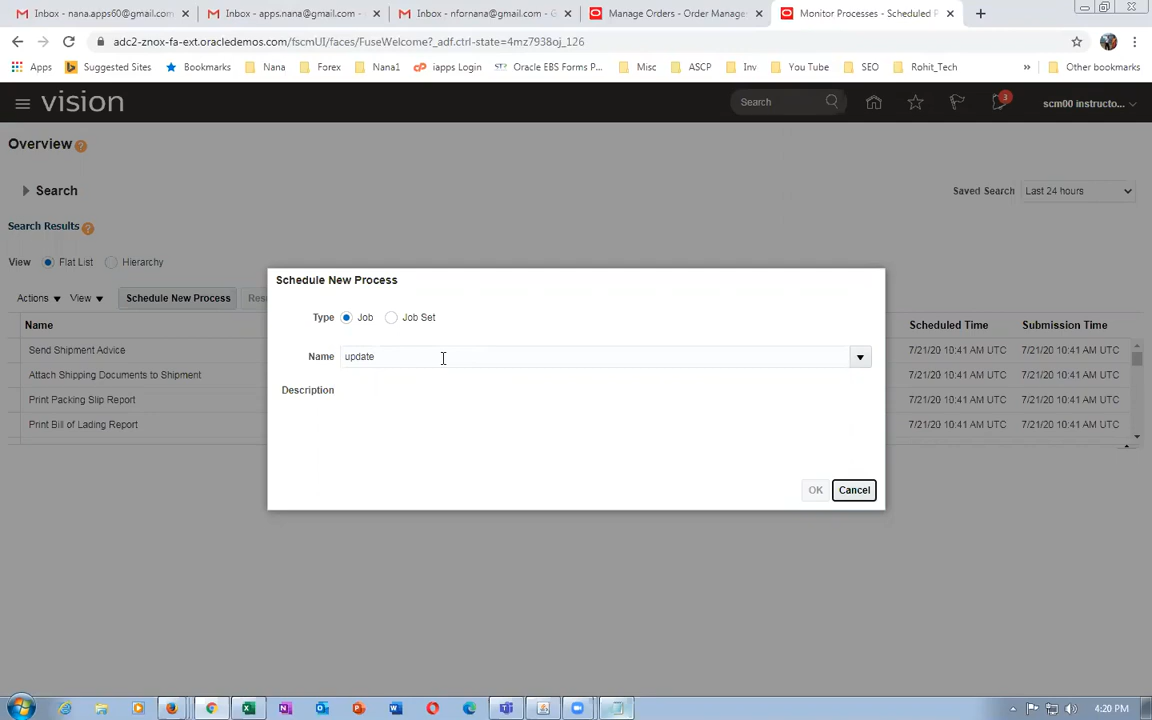 Inbox - nana.apps60@gmail.com
Inbox - apps.nana@gmail.com -
Inbox - nfornana@gmail.com - G
Manage Orders - Order Manage
Monitor Processes - Scheduled P
adc2-znox-fa-ext.oracledemos.com/fscmUI/faces/FuseWelcome?_adf.ctrl-state=4mz7938oj_126
Apps
Suggested Sites
Bookmarks
Nana
Forex
Nana1
iapps Login
Oracle EBS Forms P...
Misc
ASCP
Inv
You Tube
SEO
Rohit_Tech
»
Other bookmarks
vision
Search
3
scm00 instructo...
Overview
Search
Saved Search
Last 24 hours
Search Results
View
Flat List
Hierarchy
Actions
View
Schedule New Process
Res
Name
Scheduled Time
Submission Time
Send Shipment Advice
7/21/20 10:41 AM UTC
7/21/20 10:41 AM UTC
Attach Shipping Documents to Shipment
7/21/20 10:41 AM UTC
7/21/20 10:41 AM UTC
Print Packing Slip Report
7/21/20 10:41 AM UTC
7/21/20 10:41 AM UTC
Print Bill of Lading Report
7/21/20 10:41 AM UTC
7/21/20 10:41 AM UTC
Schedule New Process
Type
Job
Job Set
Name
update
Description
OK
Cancel
4:20 PM